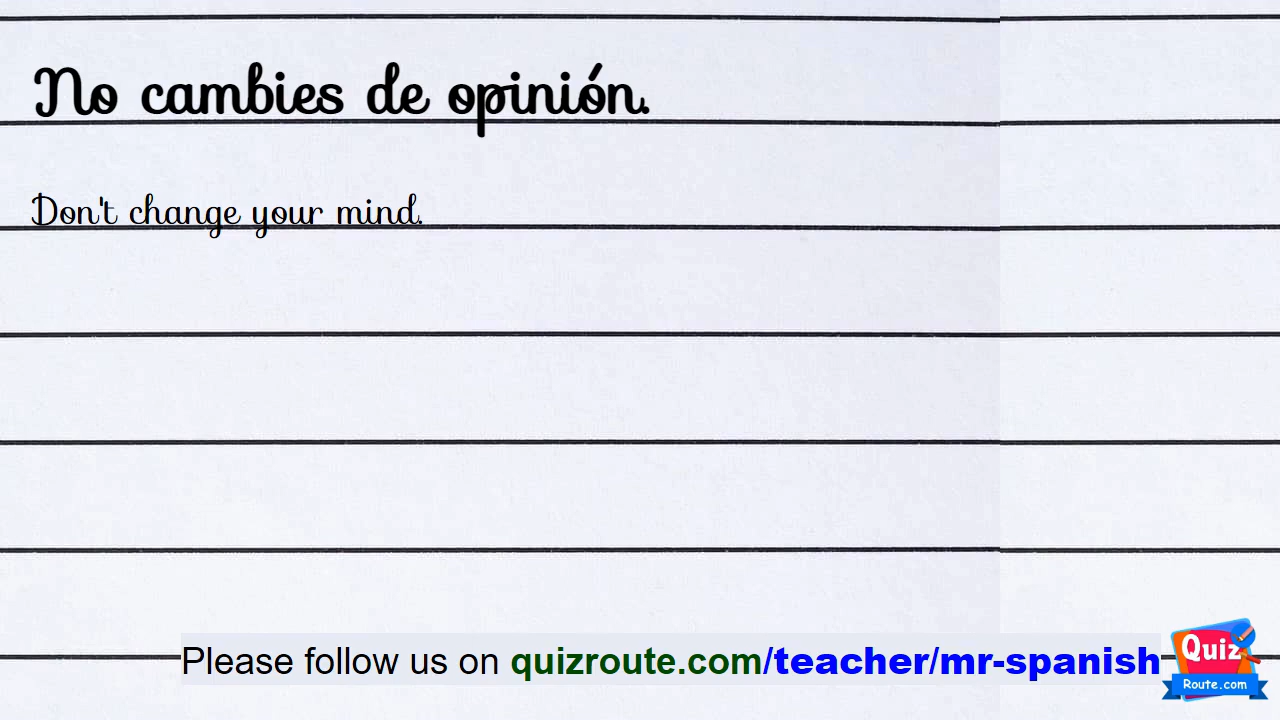 No cambies de opinión.
Don't change your mind.
Please follow us on quizroute.com/teacher/mr-spanish
Quiz
Route.com